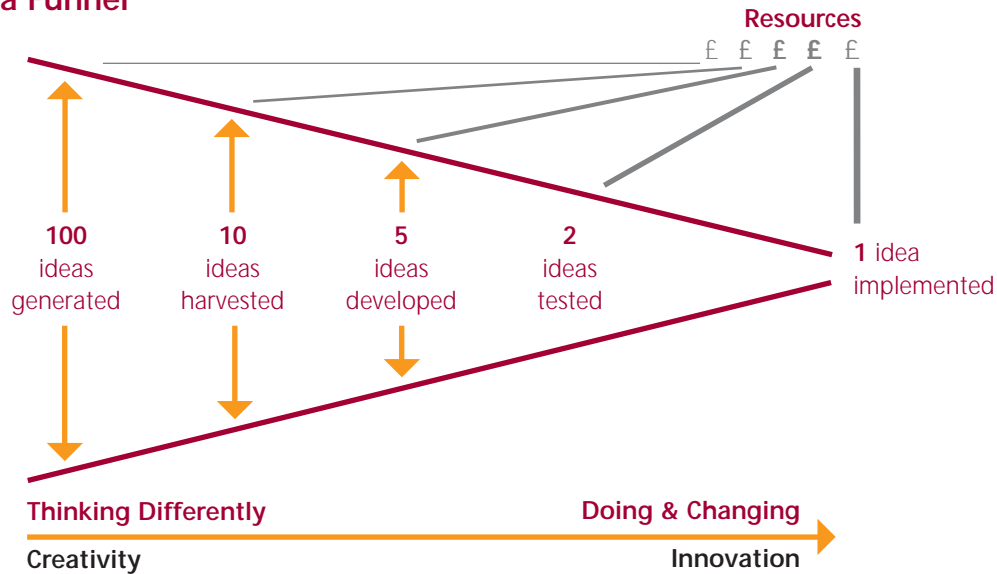 a Funnel
Resources
£ £ £ £ £
100
ideas
generated
10
ideas
harvested
5
ideas
developed
2
ideas
tested
1 idea
implemented
Thinking Differently
Doing & Changing
Creativity
Innovation